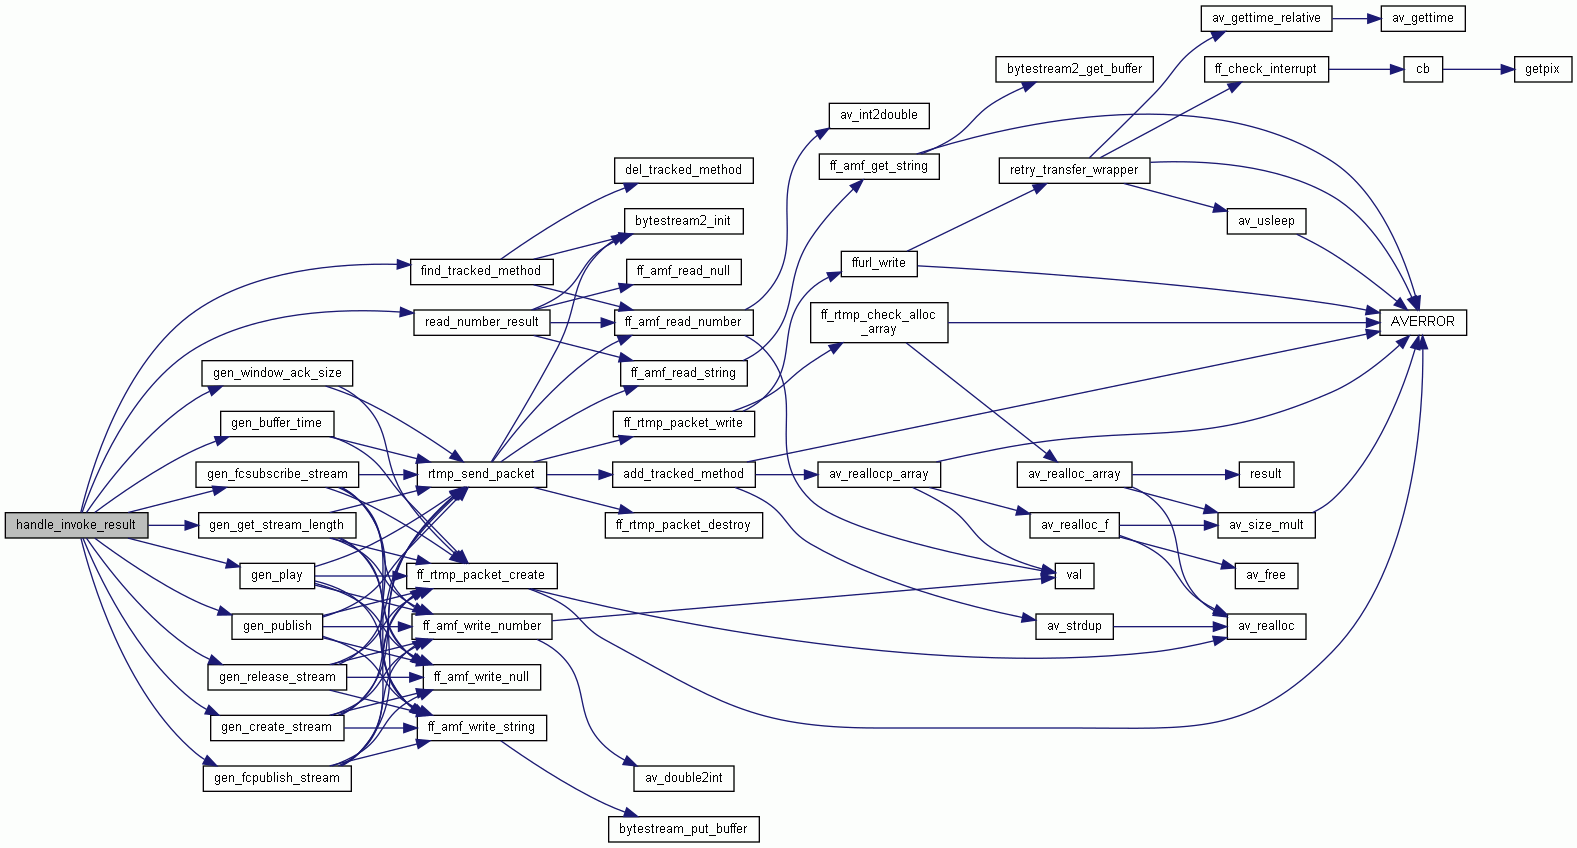 av_gettime_relative
av_gettime
bytestream2_get_buffer
ff_check_interrupt
cb
getpix
av_int2double
del_tracked_method
ff_amf_get_string
retry_transfer_wrapper
bytestream2_init
av_usleep
find_tracked_method
ff_amf_read_null
ffurl_write
read_number_result
ff_amf_read_number
ff_rtmp_check_alloc
_array
AVERROR
gen_window_ack_size
ff_amf_read_string
gen_buffer_time
ff_rtmp_packet_write
gen_fcsubscribe_stream
rtmp_send_packet
add_tracked_method
av_reallocp_array
av_realloc_array
result
handle_invoke_result
gen_get_stream_length
ff_rtmp_packet_destroy
av_realloc_f
av_size_mult
gen_play
ff_rtmp_packet_create
val
av_free
gen_publish
ff_amf_write_number
av_strdup
av_realloc
gen_release_stream
ff_amf_write_null
gen_create_stream
ff_amf_write_string
gen_fcpublish_stream
av_double2int
bytestream_put_buffer